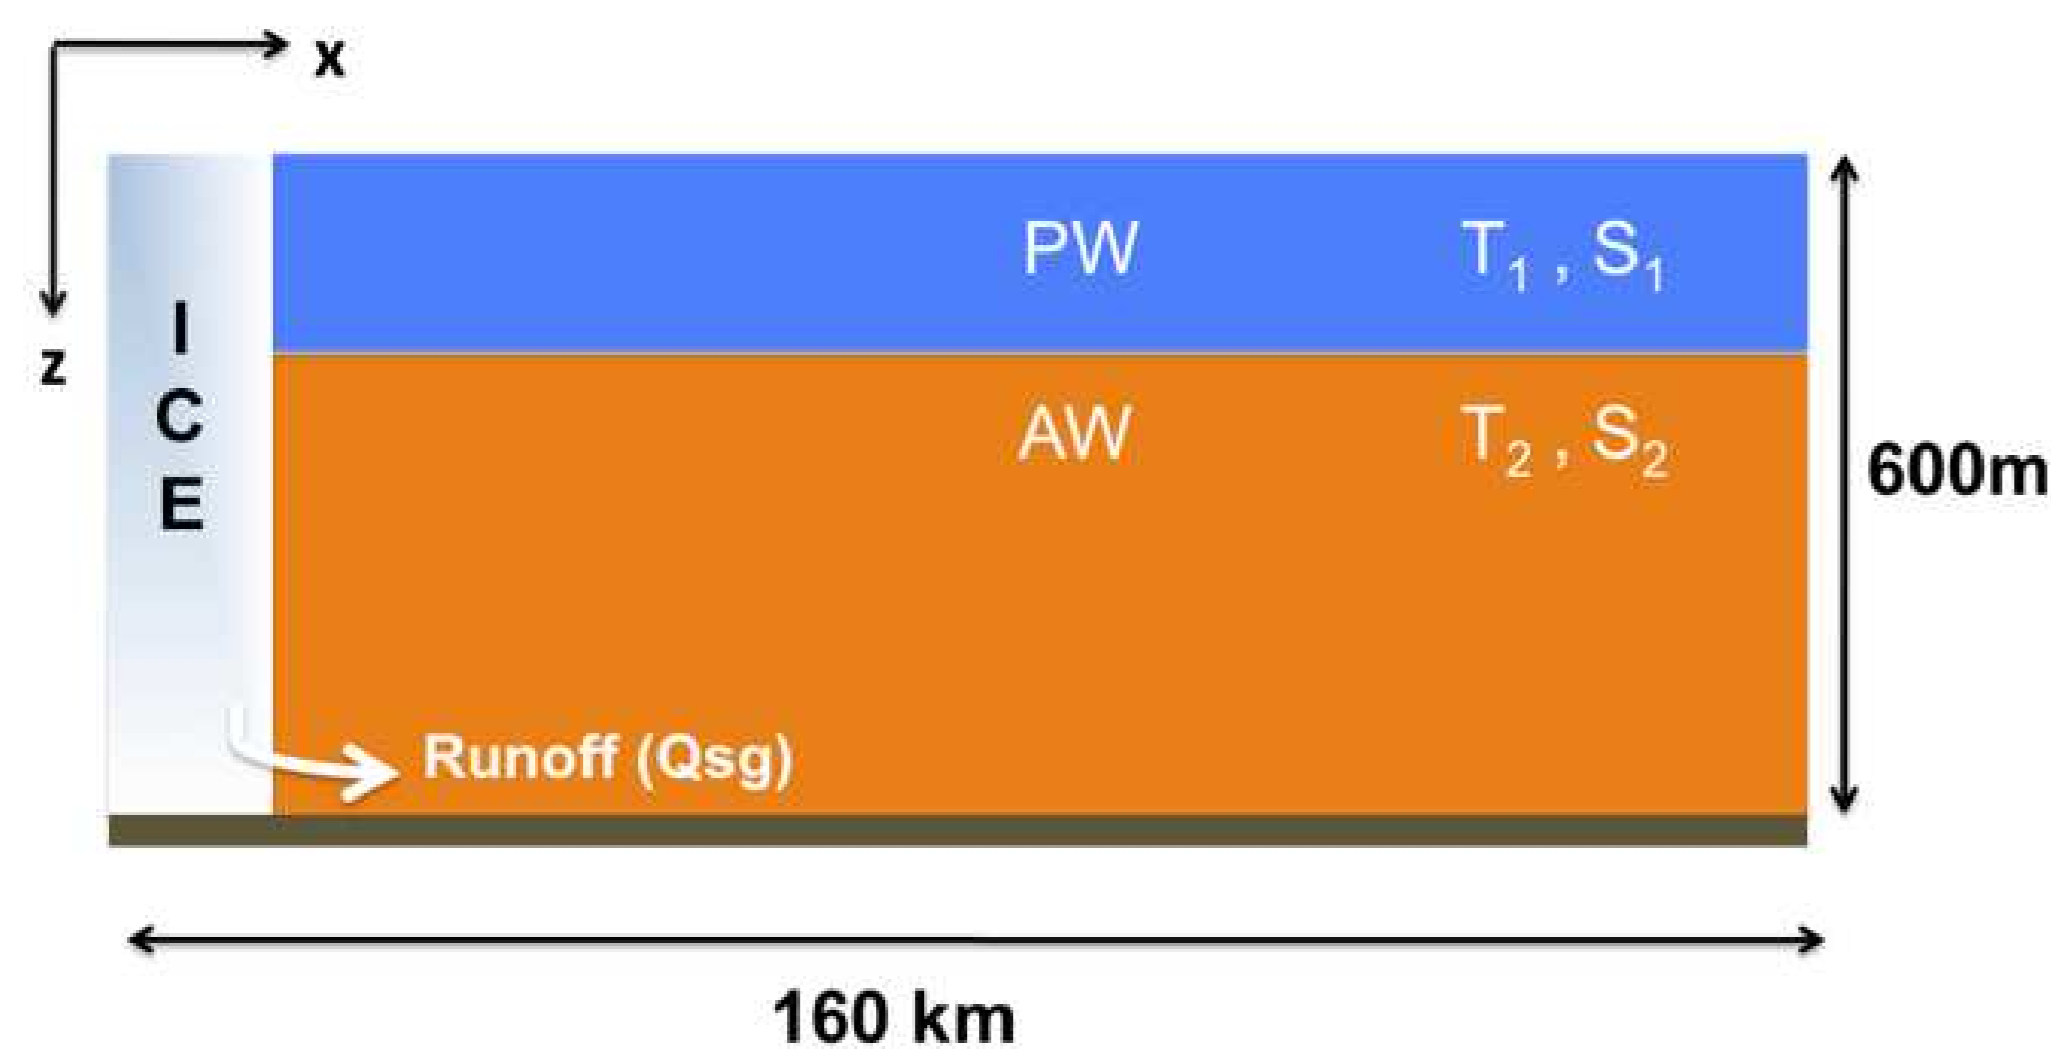 x
z
I
C
E
PW T₁ , S₁
AW T₂ , S₂
600m
Runoff (Qsg)
160 km